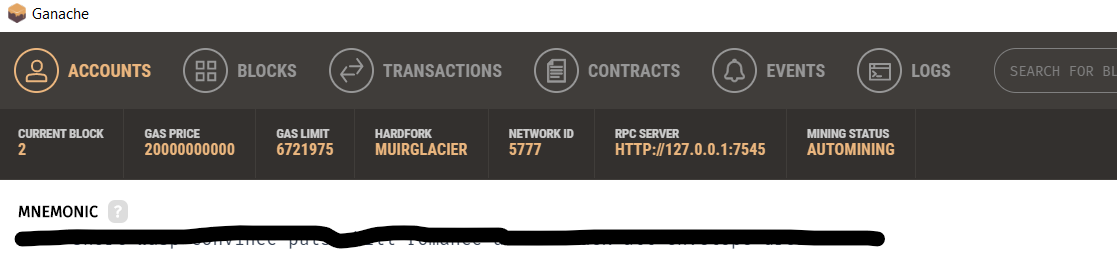 Ganache
ACCOUNTS BLOCKS TRANSACTIONS CONTRACTS EVENTS LOGS SEARCH FOR BL
CURRENT BLOCK GAS PRICE GAS LIMIT HARDFORK NETWORK ID RPC SERVER MINING STATUS
2 20000000000 6721975 MUIRGLACIER 5777 HTTP://127.0.0.1:7545 AUTOMINING
MNEMONIC ?